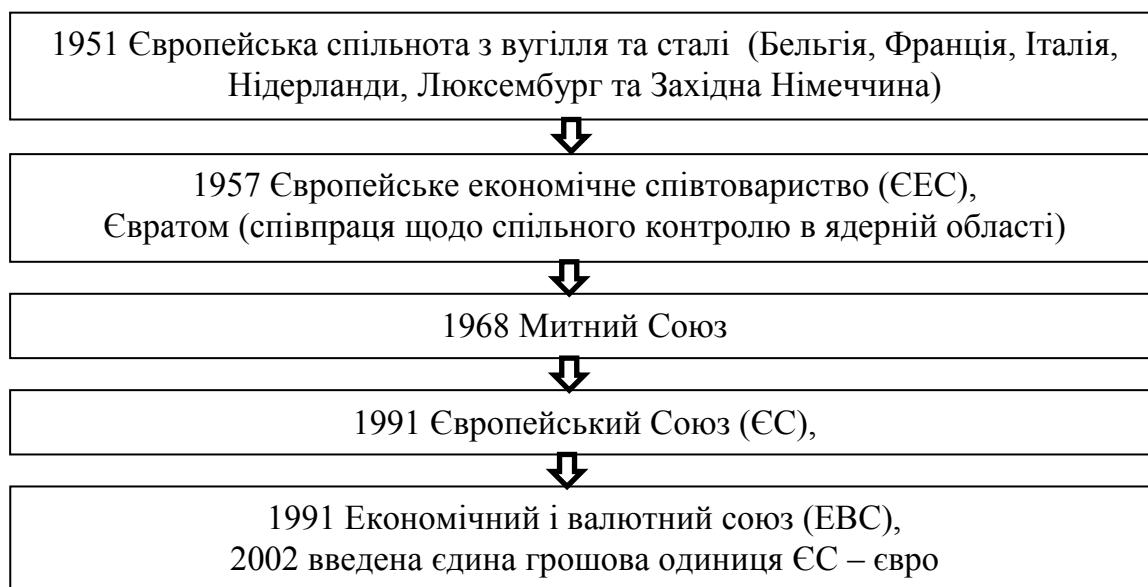 1951 Європейська спільнота з вугілля та сталі (Бельгія, Франція, Італія,
Нідерланди, Люксембург та Західна Німеччина)
1957 Європейське економічне співтовариство (ЄЕС),
Євратом (співпраця щодо спільного контролю в ядерній області)
1968 Митний Союз
1991 Європейський Союз (ЄС),
1991 Економічний і валютний союз (ЕВС),
2002 введена єдина грошова одиниця ЄС – євро